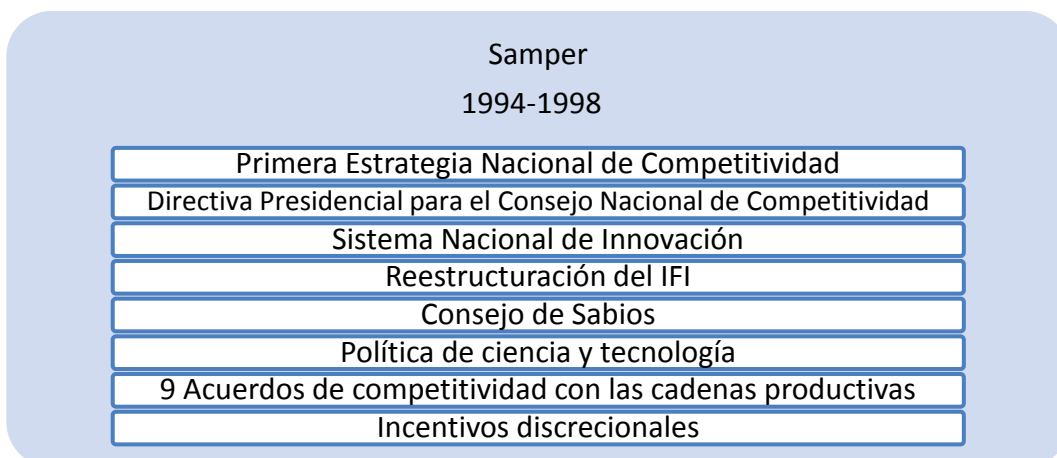 Samper
1994-1998
Primera Estrategia Nacional de Competitividad
Directiva Presidencial para el Consejo Nacional de Competitividad
Sistema Nacional de Innovación
Reestructuración del IFI
Consejo de Sabios
Política de ciencia y tecnología
9 Acuerdos de competitividad con las cadenas productivas
Incentivos discrecionales